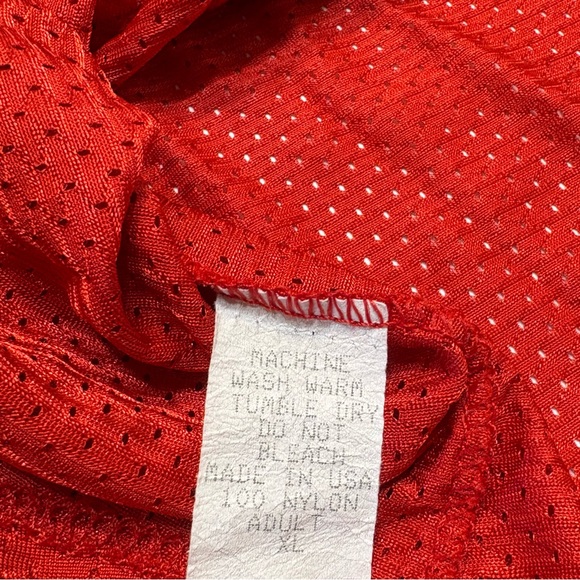 MACHINE
WASH WARM
TUMBLE DRY
DO NOT
BLEACH
MADE IN USA
100 NYLON
ADULT
XL